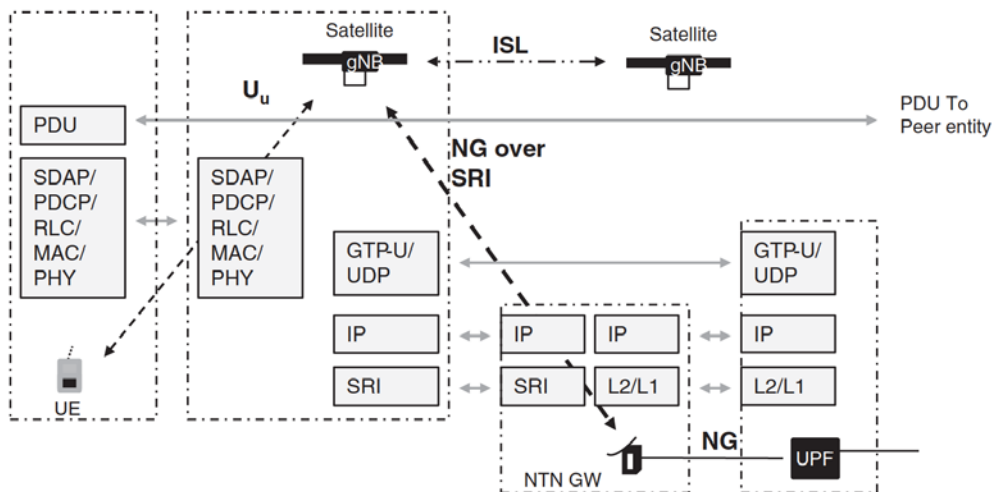 Satellite
gNB
ISL
Satellite
gNB
Uu
PDU
PDU To
Peer entity
NG over
SRI
SDAP/
PDCP/
RLC/
MAC/
PHY
SDAP/
PDCP/
RLC/
MAC/
PHY
GTP-U/
UDP
GTP-U/
UDP
IP
IP
IP
IP
SRI
SRI
L2/L1
L2/L1
UE
NG
NTN GW
UPF